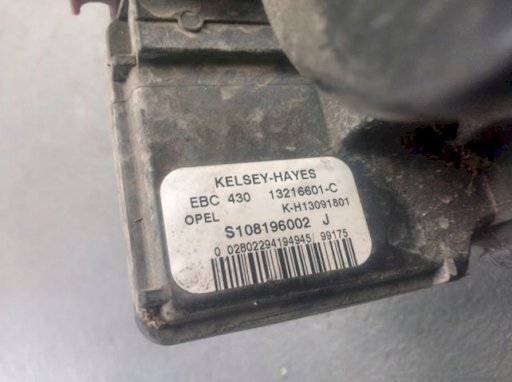 KELSEY-HAYES
EBC 430 13216601-C
OPEL K-H13091801
S108196002 J
0 02802294194945/ 99175